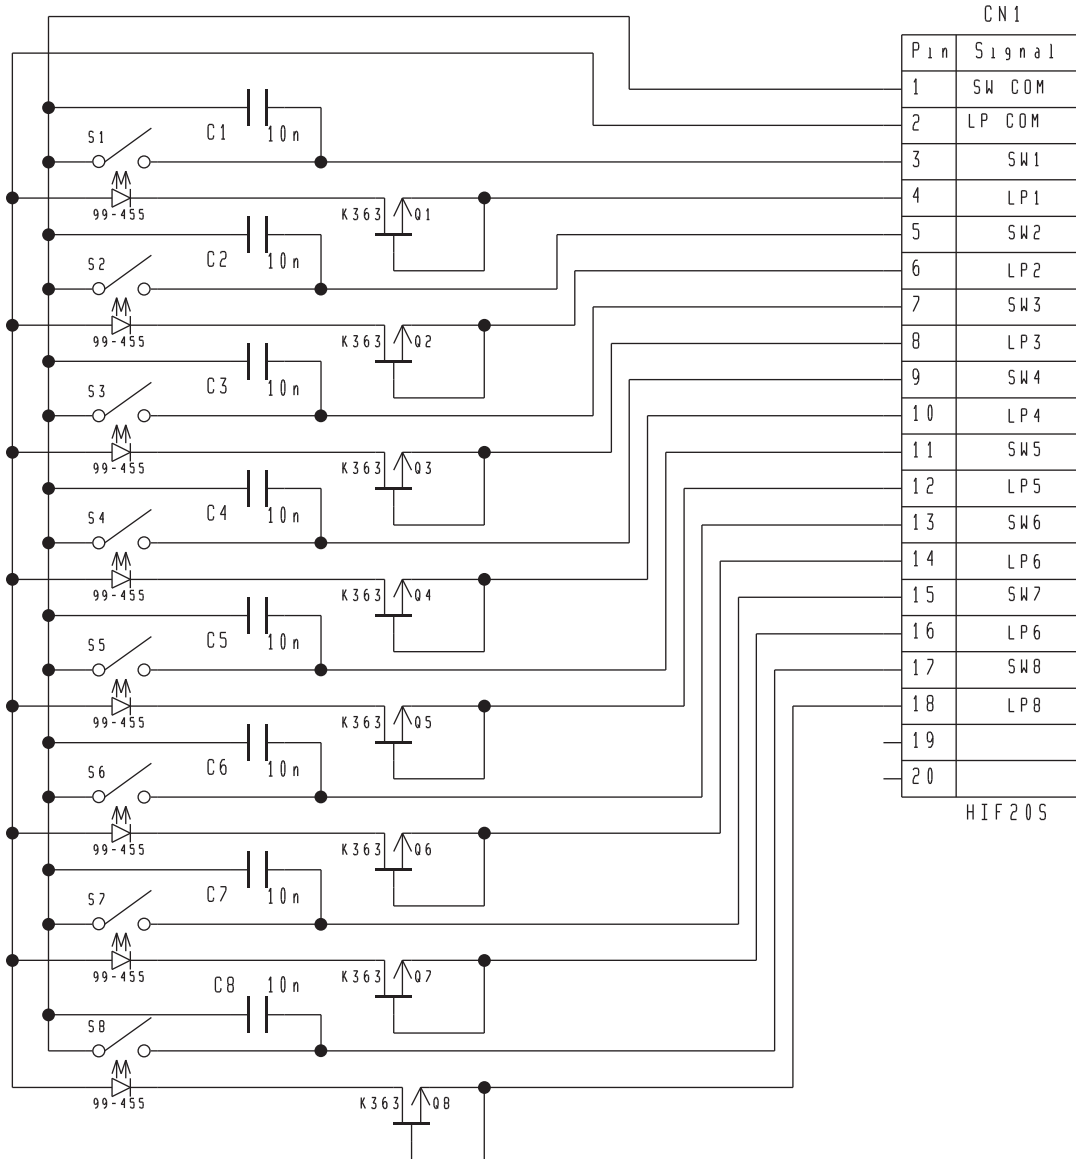 CN1
Pin Signal
1 SW COM
2 LP COM
3 SW1
4 LP1
5 SW2
6 LP2
7 SW3
8 LP3
9 SW4
10 LP4
11 SW5
12 LP5
13 SW6
14 LP6
15 SW7
16 LP6
17 SW8
18 LP8
19
20
HIF20S
C1 10n
S1
99-455
K363 Q1
C2 10n
S2
99-455
K363 Q2
C3 10n
S3
99-455
K363 Q3
C4 10n
S4
99-455
K363 Q4
C5 10n
S5
99-455
K363 Q5
C6 10n
S6
99-455
K363 Q6
C7 10n
S7
99-455
K363 Q7
C8 10n
S8
99-455
K363 Q8